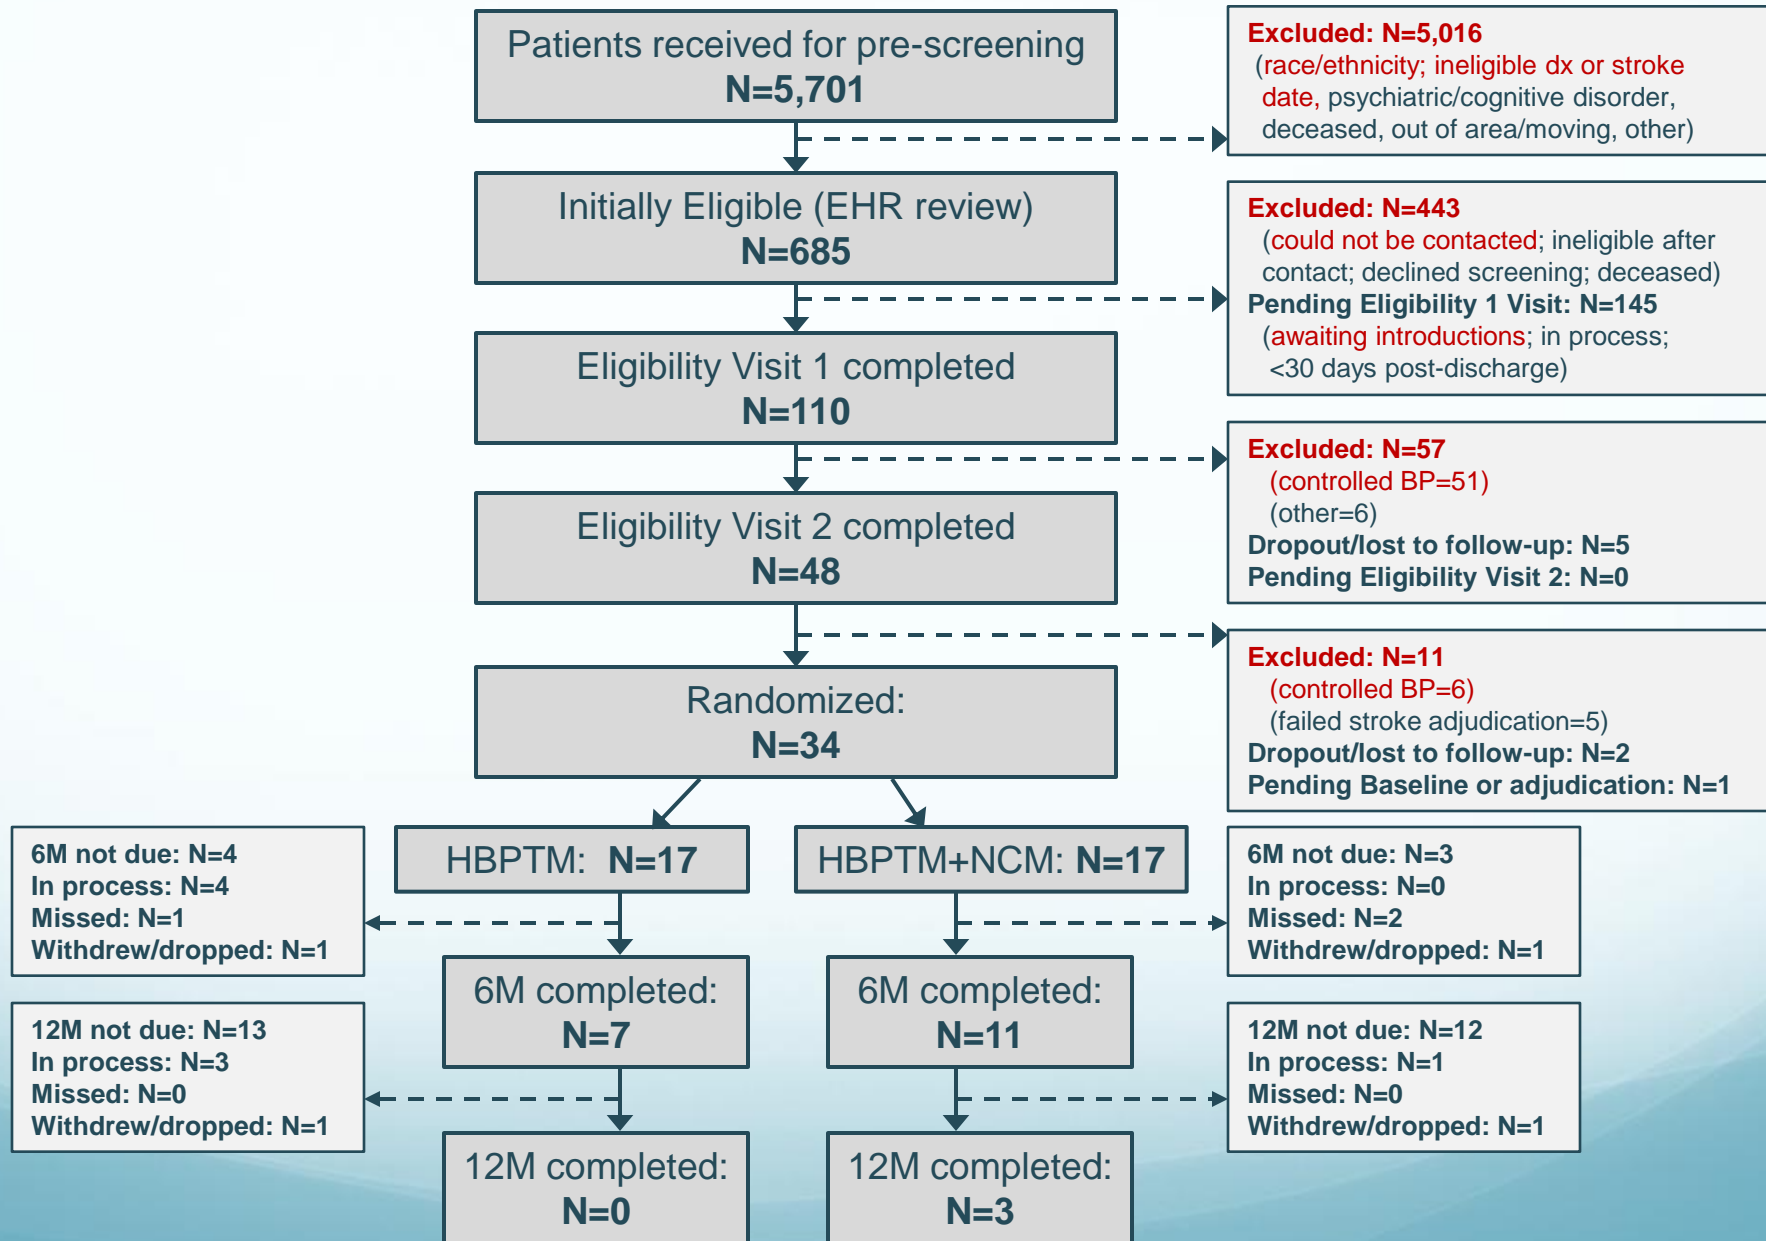 Patients received for pre-screening
N=5,701
Excluded: N=5,016
(race/ethnicity; ineligible dx or stroke
date, psychiatric/cognitive disorder,
deceased, out of area/moving, other)
Initially Eligible (EHR review)
N=685
Excluded: N=443
(could not be contacted; ineligible after
contact; declined screening; deceased)
Pending Eligibility 1 Visit: N=145
(awaiting introductions; in process;
<30 days post-discharge)
Eligibility Visit 1 completed
N=110
Excluded: N=57
(controlled BP=51)
(other=6)
Dropout/lost to follow-up: N=5
Pending Eligibility Visit 2: N=0
Eligibility Visit 2 completed
N=48
Excluded: N=11
(controlled BP=6)
(failed stroke adjudication=5)
Dropout/lost to follow-up: N=2
Pending Baseline or adjudication: N=1
Randomized:
N=34
HBPTM: N=17
HBPTM+NCM: N=17
6M not due: N=4
In process: N=4
Missed: N=1
Withdrew/dropped: N=1
6M not due: N=3
In process: N=0
Missed: N=2
Withdrew/dropped: N=1
6M completed:
N=7
6M completed:
N=11
12M not due: N=13
In process: N=3
Missed: N=0
Withdrew/dropped: N=1
12M not due: N=12
In process: N=1
Missed: N=0
Withdrew/dropped: N=1
12M completed:
N=0
12M completed:
N=3